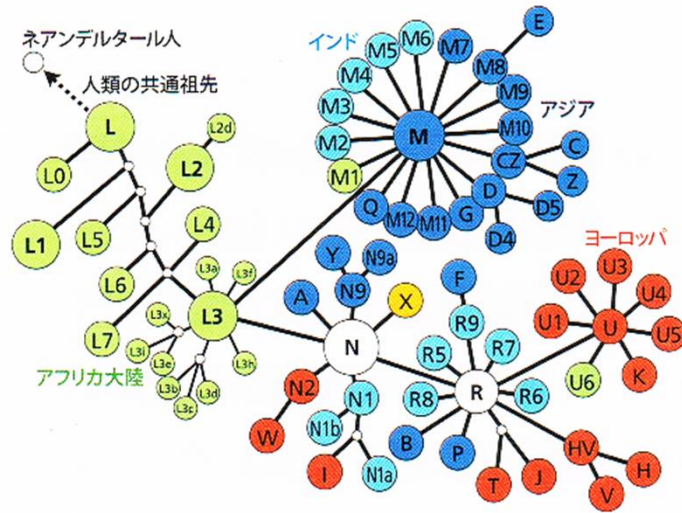 ネアンデルタール人
人類の共通祖先
L
L0
L1
L2
L2d
L5
L4
L6
L7
L3
L3a
L3f
L3x
L3i
L3e
L3b
L3c
L3d
L3h
アフリカ大陸
インド
M
M1
M2
M3
M4
M5
M6
M7
M8
E
M9
M10
アジア
CZ
C
Z
D
D5
D4
G
M11
M12
Q
N
Y
N9a
N9
A
X
N2
W
N1
N1b
I
N1a
R
F
R9
R5
R7
R8
R6
B
P
T
J
HV
H
V
ヨーロッパ
U
U1
U2
U3
U4
U5
U6
K